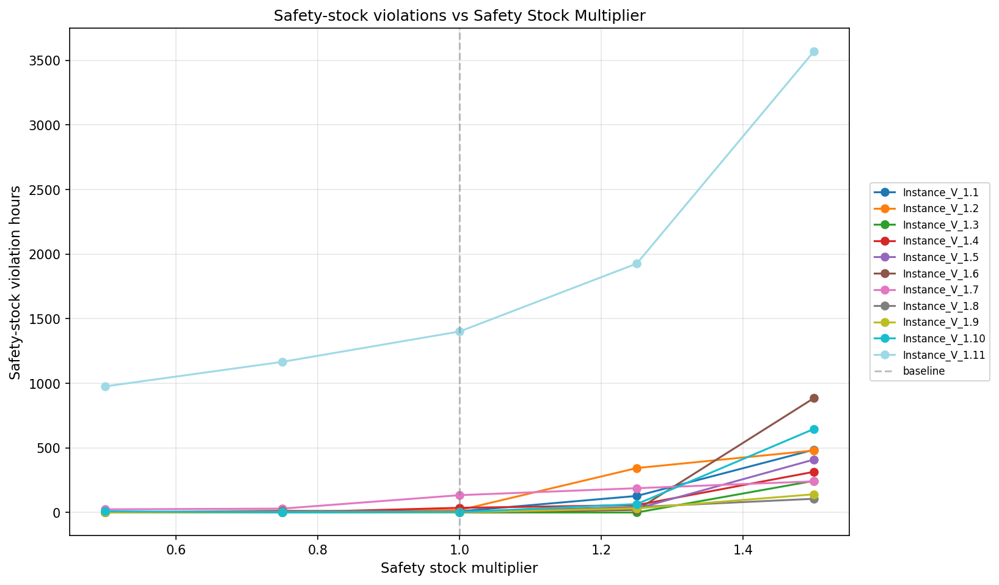 Safety-stock violations vs Safety Stock Multiplier
Safety-stock violation hours
3500
3000
2500
2000
1500
1000
500
0
0.6
0.8
1.0
1.2
1.4
Safety stock multiplier
Instance_V_1.1
Instance_V_1.2
Instance_V_1.3
Instance_V_1.4
Instance_V_1.5
Instance_V_1.6
Instance_V_1.7
Instance_V_1.8
Instance_V_1.9
Instance_V_1.10
Instance_V_1.11
baseline